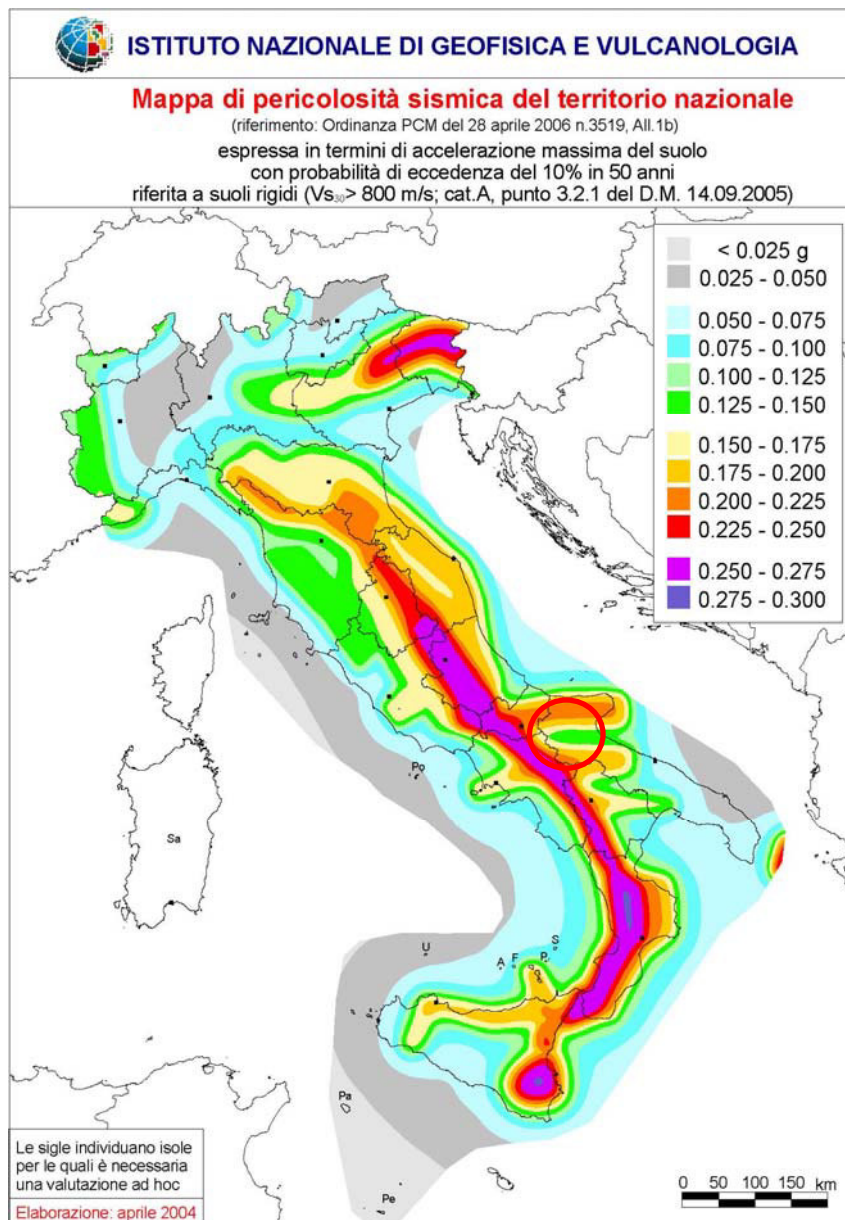 ISTITUTO NAZIONALE DI GEOFISICA E VULCANOLOGIA
Mappa di pericolosità sismica del territorio nazionale
(riferimento: Ordinanza PCM del 28 aprile 2006 n.3519, All.1b)
espressa in termini di accelerazione massima del suolo
con probabilità di eccedenza del 10% in 50 anni
riferita a suoli rigidi (Vs30> 800 m/s; cat.A, punto 3.2.1 del D.M. 14.09.2005)
< 0.025 g
0.025 - 0.050
0.050 - 0.075
0.075 - 0.100
0.100 - 0.125
0.125 - 0.150
0.150 - 0.175
0.175 - 0.200
0.200 - 0.225
0.225 - 0.250
0.250 - 0.275
0.275 - 0.300
Po
Sa
U
A
F
P
S
Pa
Pe
Le sigle individuano isole
per le quali è necessaria
una valutazione ad hoc
Elaborazione: aprile 2004
0 50 100 150 km